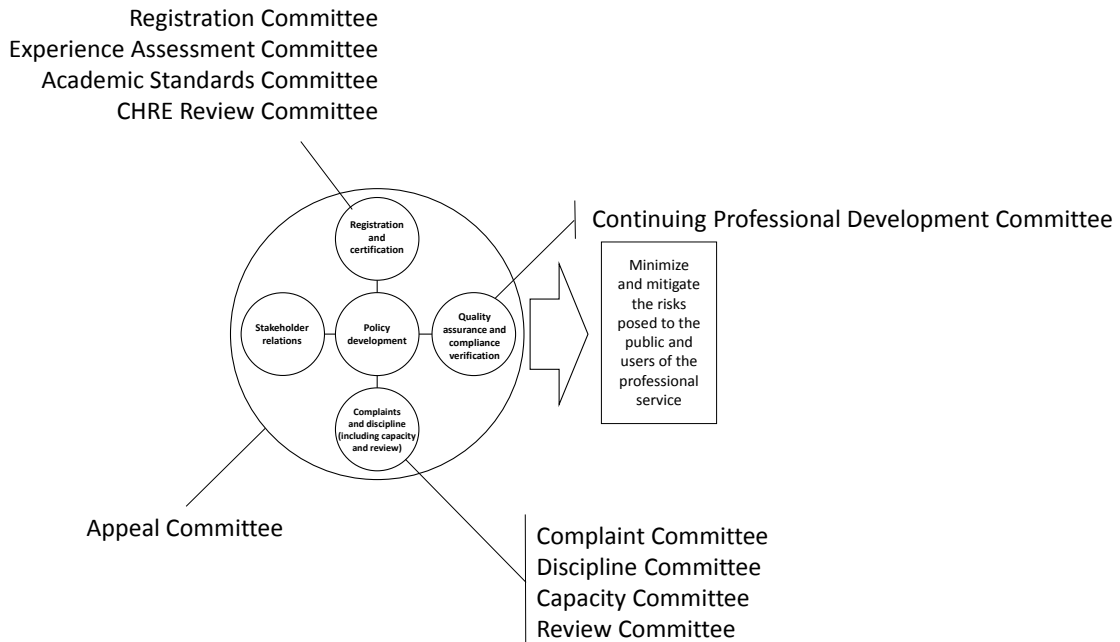 Registration Committee
Experience Assessment Committee
Academic Standards Committee
CHRE Review Committee
Registration
and
certification
Continuing Professional Development Committee
Stakeholder
relations
Policy
development
Quality
assurance and
compliance
verification
Minimize
and mitigate
the risks
posed to the
public and
users of the
professional
service
Complaints
and discipline
(including capacity
and review)
Appeal Committee
Complaint Committee
Discipline Committee
Capacity Committee
Review Committee